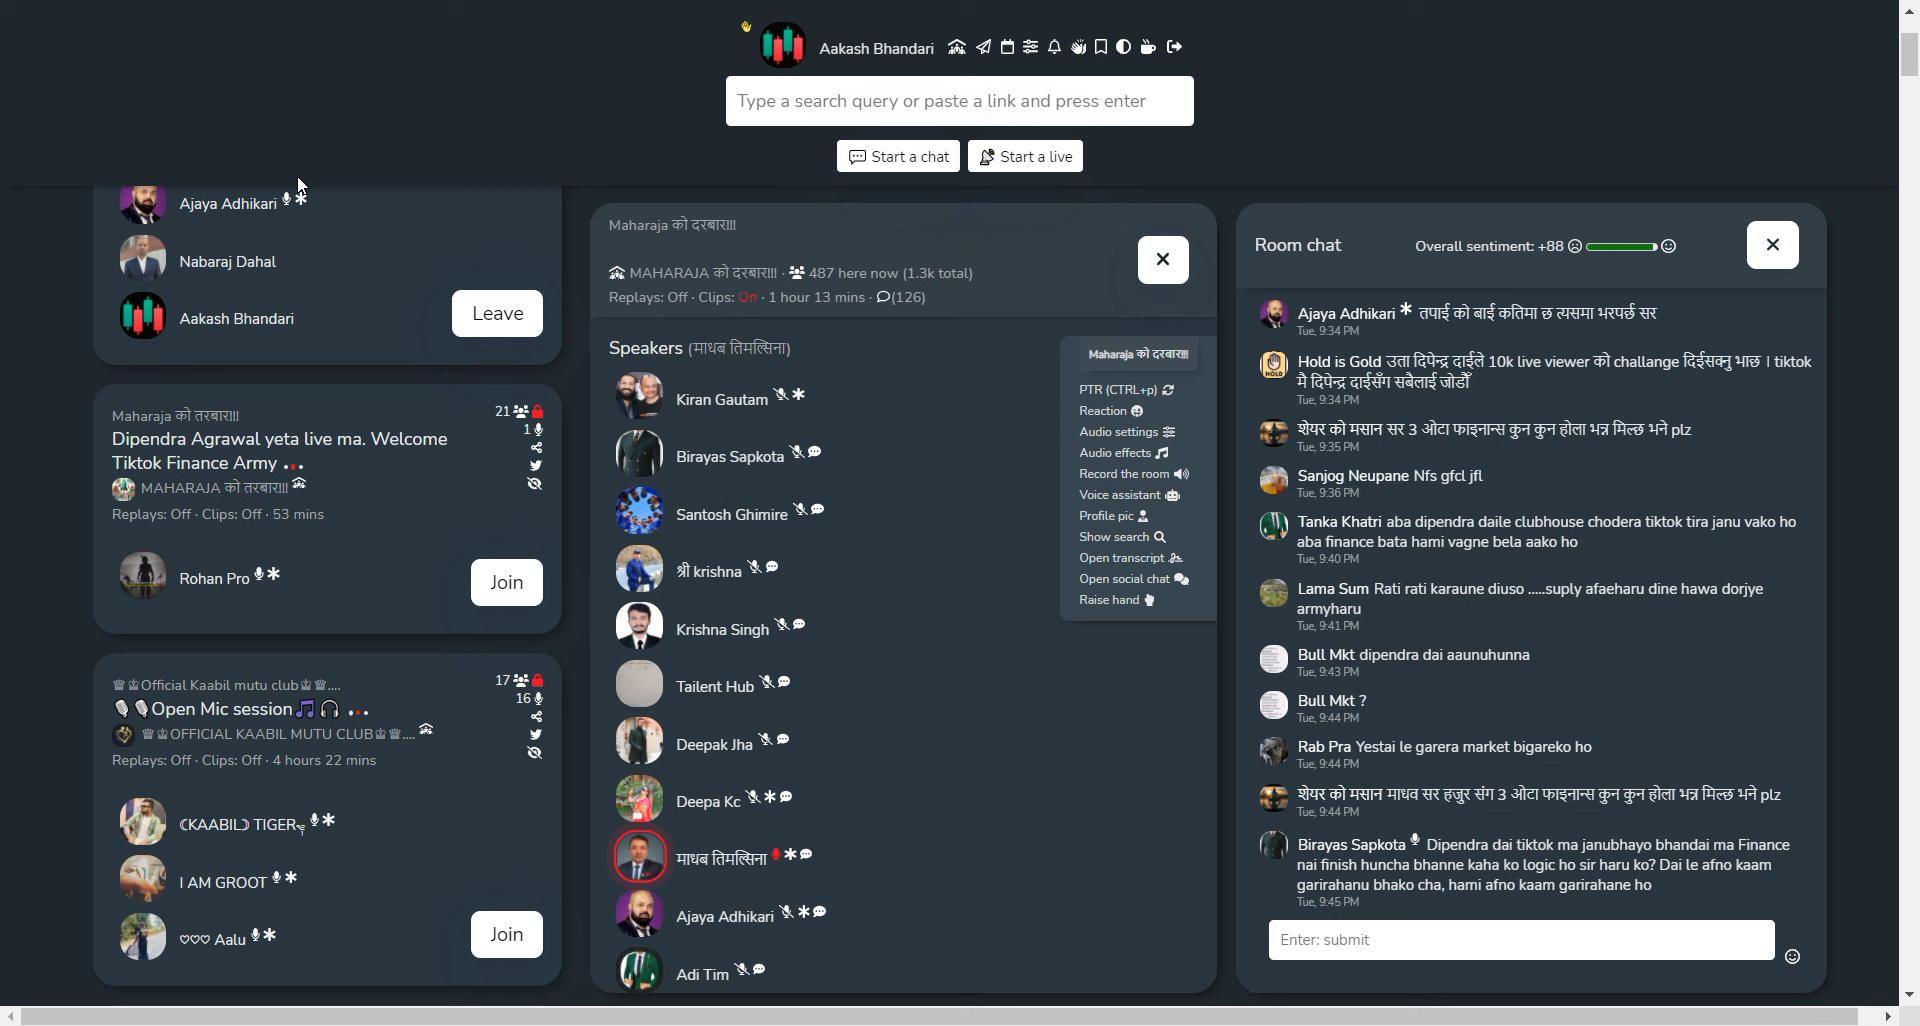 Aakash Bhandari
Type a search query or paste a link and press enter
Start a chat
Start a live
Ajaya Adhikari
Nabaraj Dahal
Aakash Bhandari
Leave
Maharaja को तरबार!!!
21
Dipendra Agrawal yeta live ma. Welcome
1
Tiktok Finance Army
MAHARAJA को तरबार!!!
Replays: Off · Clips: Off · 53 mins
Rohan Pro
Join
♕♔Official Kaabil mutu club♔♕....
17
🎙🎙Open Mic session🎵🎧
16
♕♔OFFICIAL KAABIL MUTU CLUB♔♕....
Replays: Off · Clips: Off · 4 hours 22 mins
☾KAABIL☽ TIGER
I AM GROOT
♡♡♡ Aalu
Join
Maharaja को दरबार!!!
MAHARAJA को दरबार!!! · 487 here now (1.3k total)
Replays: Off · Clips: On · 1 hour 13 mins · (126)
Speakers (माधब तिमल्सिना)
Kiran Gautam
Birayas Sapkota
Santosh Ghimire
श्री krishna
Krishna Singh
Tailent Hub
Deepak Jha
Deepa Kc
माधब तिमल्सिना
Ajaya Adhikari
Adi Tim
Maharaja को दरबार!!!
PTR (CTRL+p)
Reaction
Audio settings
Audio effects
Record the room
Voice assistant
Profile pic
Show search
Open transcript
Open social chat
Raise hand
Room chat
Overall sentiment: +88
Ajaya Adhikari * तपाई को बाई कतिमा छ त्यसमा भरपर्छ सर
Tue, 9:34 PM
HOLD
Hold is Gold उता दिपेन्द्र दाईले 10k live viewer को challange दिईसक्नु भाछ । tiktok
मै दिपेन्द्र दाईसँग सबैलाई जोडौँ
Tue, 9:34 PM
शेयर को मसान सर 3 ओटा फाइनान्स कुन कुन होला भन्न मिल्छ भने plz
Tue, 9:35 PM
Sanjog Neupane Nfs gfcl jfl
Tue, 9:36 PM
Tanka Khatri aba dipendra daile clubhouse chodera tiktok tira janu vako ho
aba finance bata hami vagne bela aako ho
Tue, 9:40 PM
Lama Sum Rati rati karaune diuso .....suply afaeharu dine hawa dorjye
armyharu
Tue, 9:41 PM
Bull Mkt dipendra dai aaunuhunna
Tue, 9:43 PM
Bull Mkt ?
Tue, 9:44 PM
Rab Pra Yestai le garera market bigareko ho
Tue, 9:44 PM
शेयर को मसान माधव सर हजुर संग 3 ओटा फाइनान्स कुन कुन होला भन्न मिल्छ भने plz
Tue, 9:44 PM
Birayas Sapkota Dipendra dai tiktok ma janubhayo bhandai ma Finance
nai finish huncha bhanne kaha ko logic ho sir haru ko? Dai le afno kaam
garirahanu bhako cha, hami afno kaam garirahane ho
Tue, 9:45 PM
Enter: submit